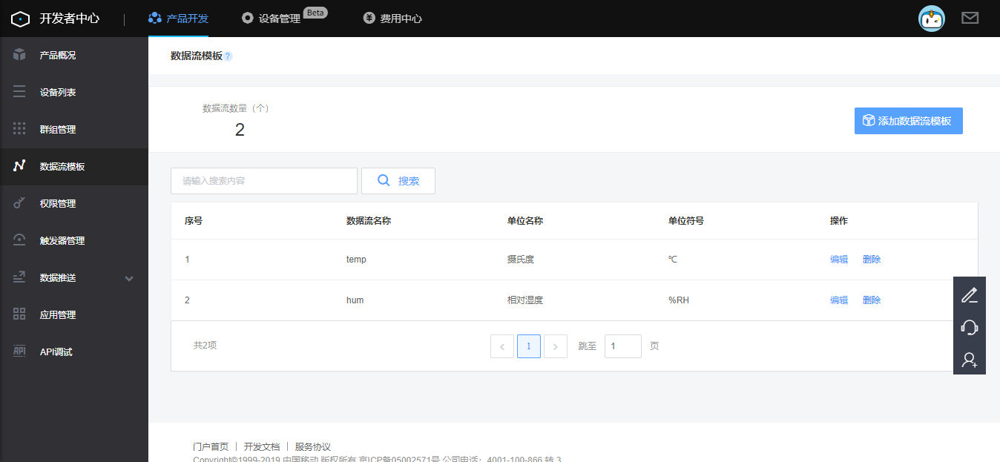 开发者中心
产品开发
设备管理 Beta
费用中心
产品概况
设备列表
群组管理
数据流模板
权限管理
触发器管理
数据推送
应用管理
API调试
数据流模板 ?
数据流数量（个）
2
添加数据流模板
请输入搜索内容
搜索
序号 数据流名称 单位名称 单位符号 操作
1 temp 摄氏度 ℃ 编辑 删除
2 hum 相对湿度 %RH 编辑 删除
共2项 < 1 > 跳至 1 页
门户首页 | 开发文档 | 服务协议
Copyright©1999-2019 中国移动 版权所有 京ICP备05002571号 公司电话：4001-100-866 转 3